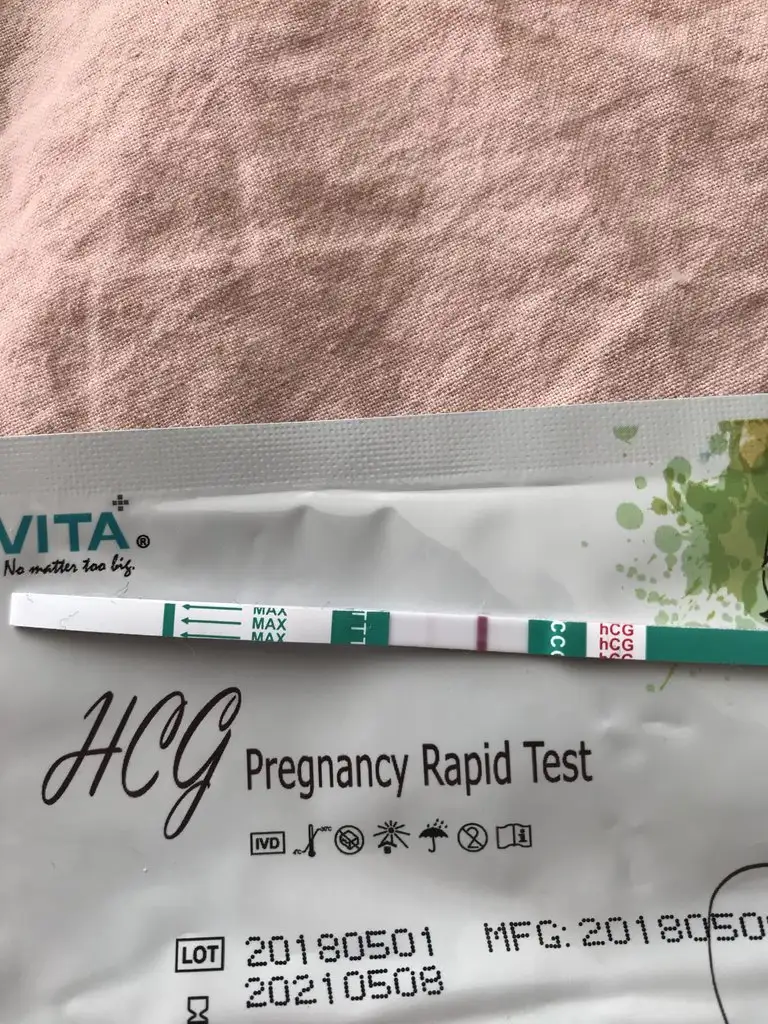 VITA®
No matter too big.
MAX
MAX
MAX
T
T
C
C
C
hCG
hCG
hCG
HCG Pregnancy Rapid Test
IVD
LOT 20180501 MFG: 2018050
20210508